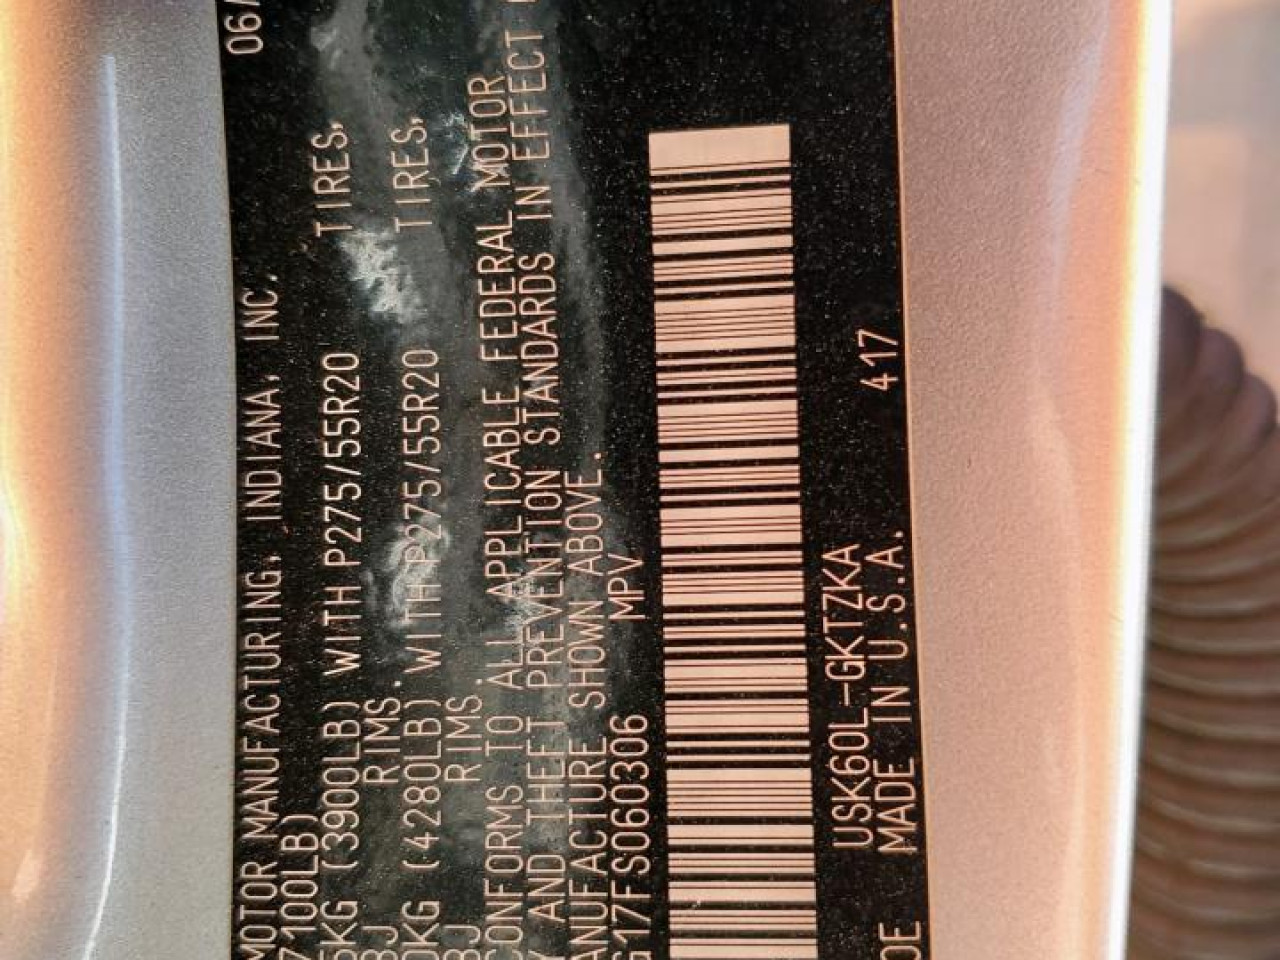 MOTOR MANUFACTURING, INDIANA, INC. 06/
7100LB)
5KG (3900LB) WITH P275/55R20 TIRES,
8J RIMS.
0KG (4280LB) WITH P275/55R20 TIRES,
8J RIMS.
CONFORMS TO ALL APPLICABLE FEDERAL MOTOR
Y AND THEFT PREVENTION STANDARDS IN EFFECT
ANUFACTURE SHOWN ABOVE.
G17FS060306 MPV
USK60L-GKTZKA
DE MADE IN U.S.A. 417